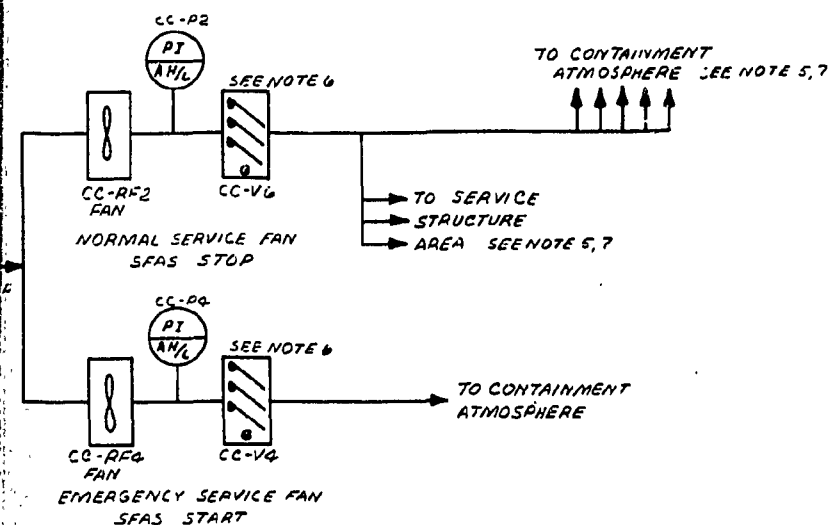 CC-P2
PI
AH/L
SEE NOTE 6
TO CONTAINMENT
ATMOSPHERE SEE NOTE 5,7
CC-RF2
FAN
CC-V6
TO SERVICE
STRUCTURE
AREA SEE NOTE 5,7
NORMAL SERVICE FAN
SFAS STOP
CC-P4
PI
AH/L
SEE NOTE 6
TO CONTAINMENT
ATMOSPHERE
CC-RF4
FAN
CC-V4
EMERGENCY SERVICE FAN
SFAS START